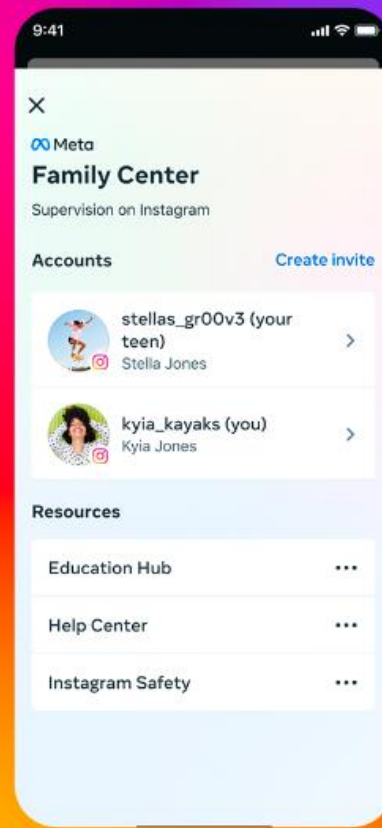 9:41
Meta
Family Center
Supervision on Instagram
Accounts Create invite
stellas_gr00v3 (your
teen)
Stella Jones
kyia_kayaks (you)
Kyia Jones
Resources
Education Hub
Help Center
Instagram Safety